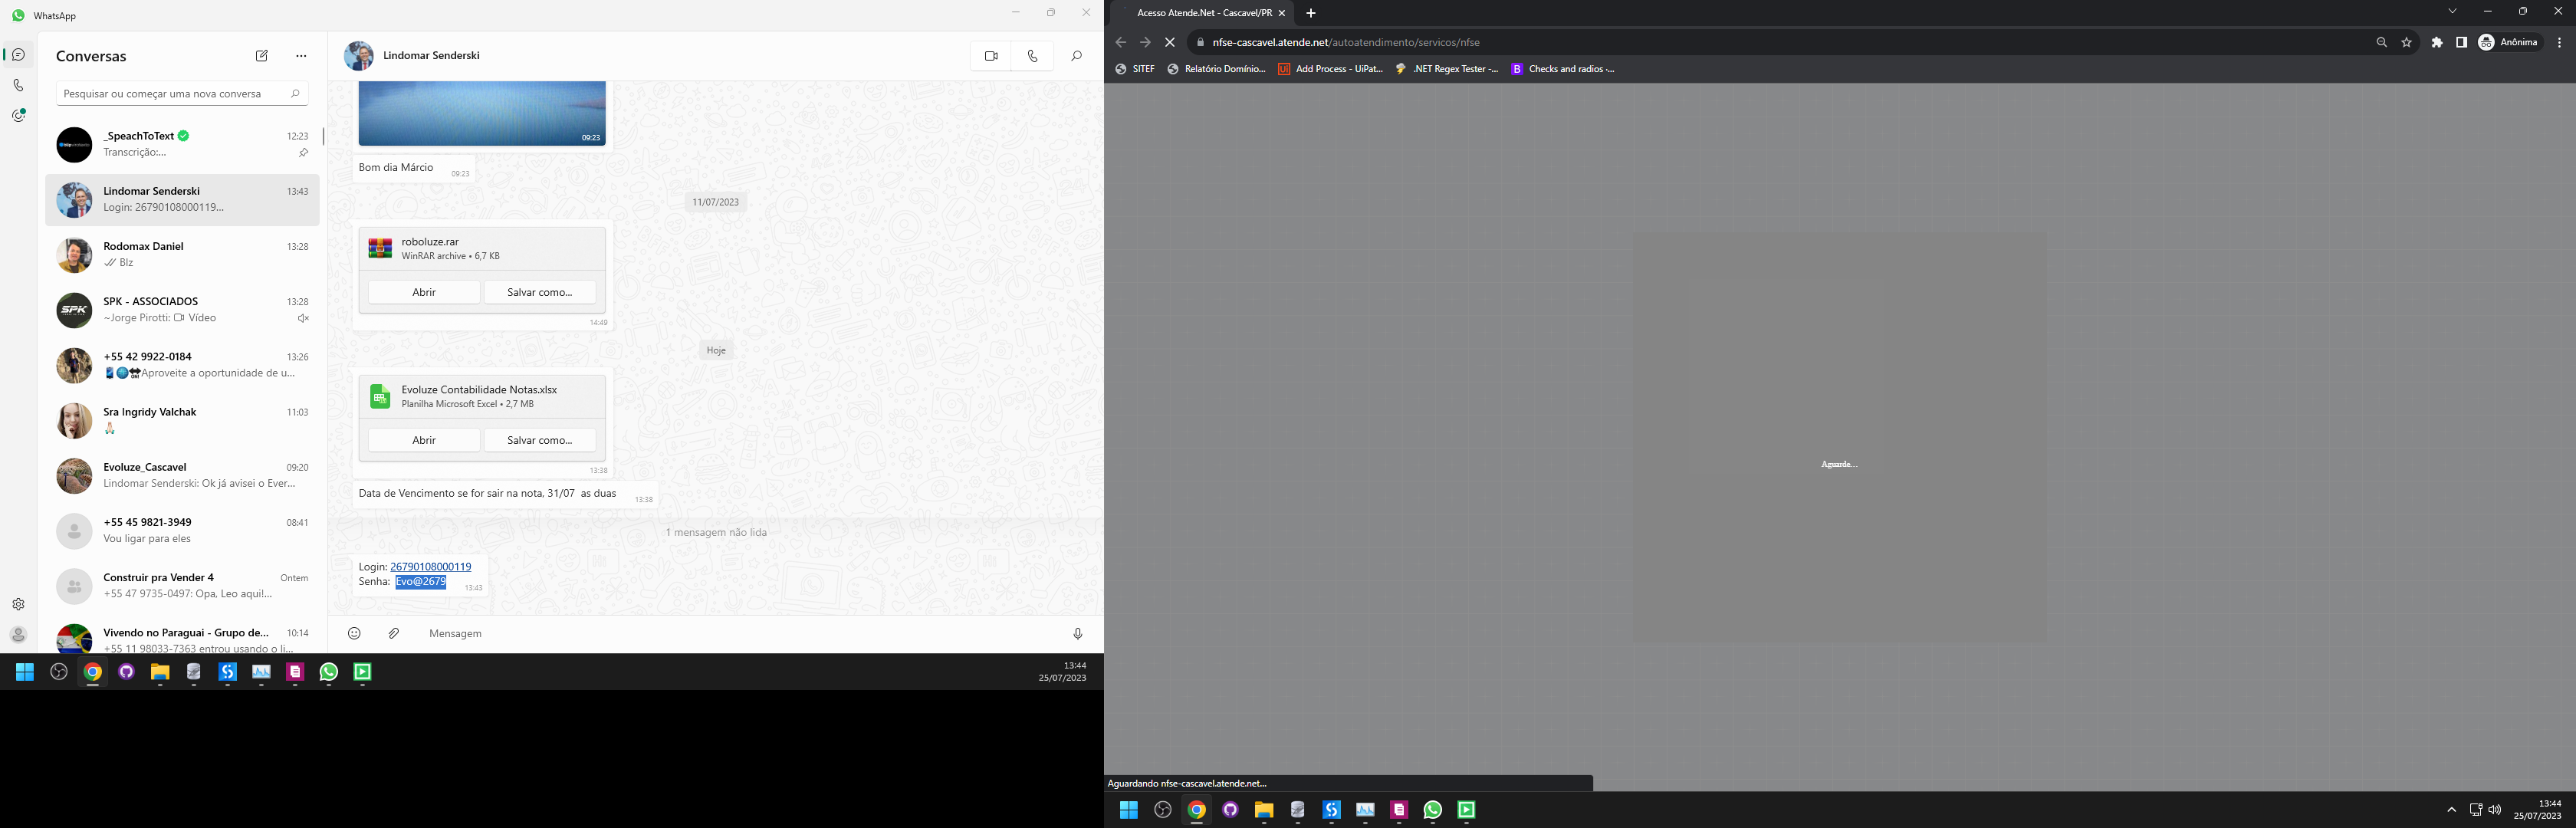 WhatsApp
Conversas
Pesquisar ou começar uma nova conversa
_SpeachToText
12:23
Transcrição:...
Lindomar Senderski
13:43
Login: 26790108000119...
Rodomax Daniel
13:28
Blz
SPK - ASSOCIADOS
13:28
~Jorge Pirotti: Vídeo
+55 42 9922-0184
13:26
Aproveite a oportunidade de u...
Sra Ingridy Valchak
11:03
Evoluze_Cascavel
09:20
Lindomar Senderski: Ok já avisei o Ever...
+55 45 9821-3949
08:41
Vou ligar para eles
Construir pra Vender 4
Ontem
+55 47 9735-0497: Opa, Leo aqui!...
Vivendo no Paraguai - Grupo de...
10:14
+55 11 98033-7363 entrou usando o li...
Lindomar Senderski
09:23
Bom dia Márcio
09:23
11/07/2023
roboluze.rar
WinRAR archive • 6,7 KB
Abrir
Salvar como...
14:49
Hoje
Evoluze Contabilidade Notas.xlsx
Planilha Microsoft Excel • 2,7 MB
Abrir
Salvar como...
13:38
Data de Vencimento se for sair na nota, 31/07 as duas
13:38
1 mensagem não lida
Login: 26790108000119
Senha: Evo@2679
13:43
Mensagem
13:44
25/07/2023
Acesso Atende.Net - Cascavel/PR
nfse-cascavel.atende.net/autoatendimento/servicos/nfse
Anônima
SITEF
Relatório Domínio...
Add Process - UiPat...
.NET Regex Tester -...
Checks and radios ·...
Aguarde...
Aguardando nfse-cascavel.atende.net...
13:44
25/07/2023